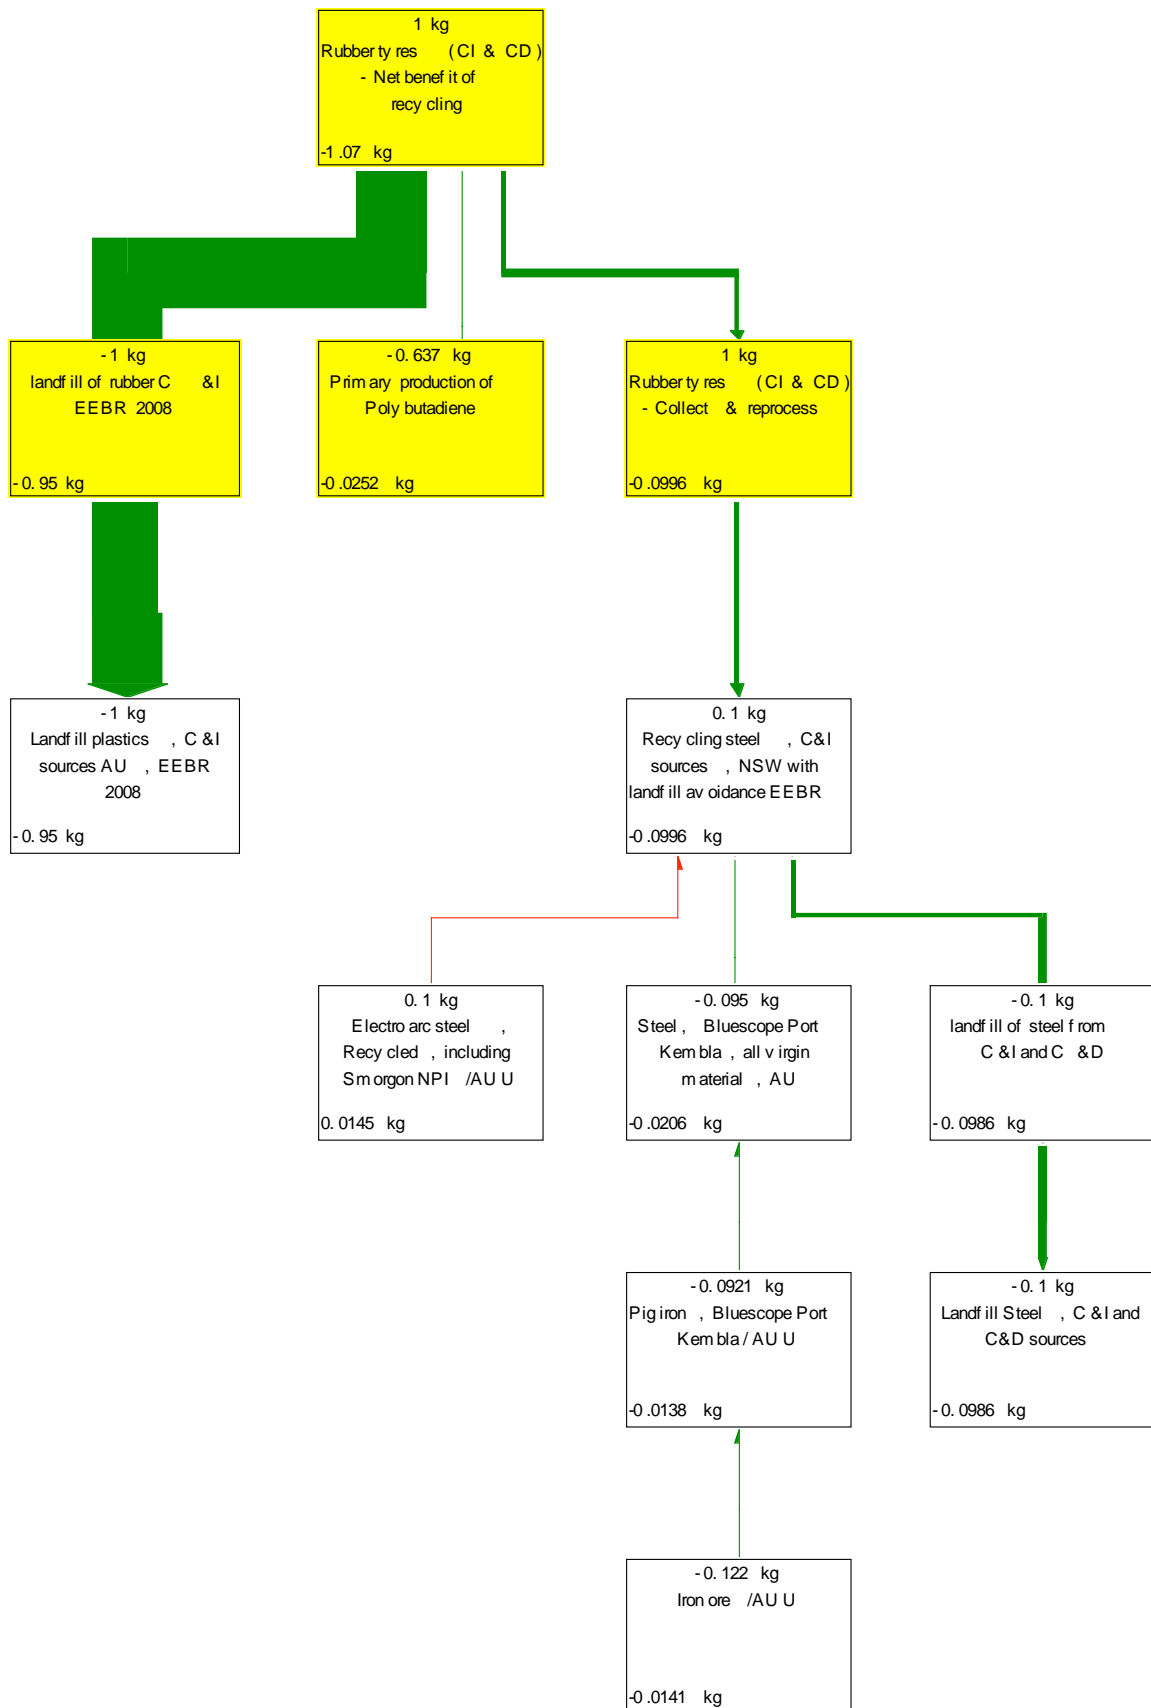 1 kg
Rubber tyres (CI & CD)
- Net benefit of
recycling
-1.07 kg
-1 kg
landfill of rubber C &I
EEBR 2008
-0.95 kg
-0.637 kg
Primary production of
Polybutadiene
-0.0252 kg
1 kg
Rubber tyres (CI & CD)
- Collect & reprocess
-0.0996 kg
-1 kg
Landfill plastics , C &I
sources AU , EEBR
2008
-0.95 kg
0.1 kg
Recycling steel , C&I
sources , NSW with
landfill avoidance EEBR
-0.0996 kg
0.1 kg
Electro arc steel ,
Recycled , including
Smorgon NPI /AU U
0.0145 kg
-0.095 kg
Steel, Bluescope Port
Kembla , all virgin
material , AU
-0.0206 kg
-0.1 kg
landfill of steel from
C &I and C &D
-0.0986 kg
-0.0921 kg
Pig iron , Bluescope Port
Kembla / AU U
-0.0138 kg
-0.1 kg
Landfill Steel , C &I and
C&D sources
-0.0986 kg
-0.122 kg
Iron ore /AU U
-0.0141 kg